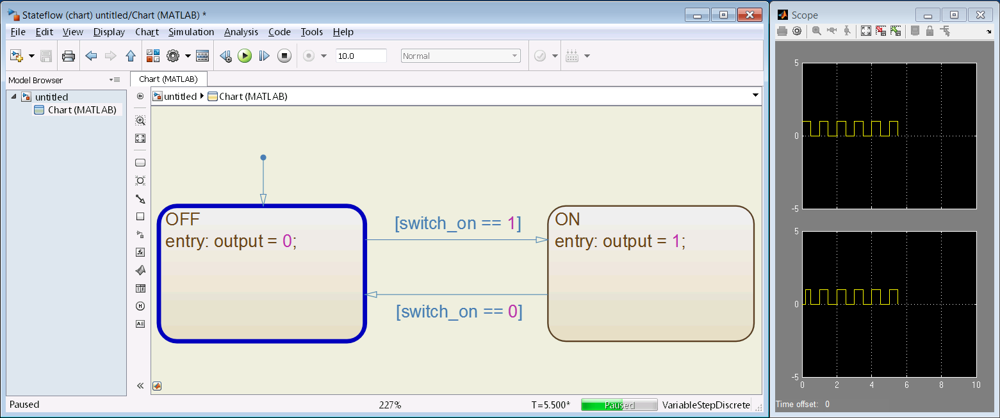 Stateflow (chart) untitled/Chart (MATLAB) *
File Edit View Display Chart Simulation Analysis Code Tools Help
10.0
Normal
Model Browser
Chart (MATLAB)
untitled
Chart (MATLAB)
untitled Chart (MATLAB)
OFF
entry: output = 0;
[switch_on == 1]
ON
entry: output = 1;
[switch_on == 0]
Paused
227%
T=5.500*
Paused
VariableStepDiscrete
Scope
5
0
-5
5
0
-5
0 2 4 6 8 10
Time offset: 0